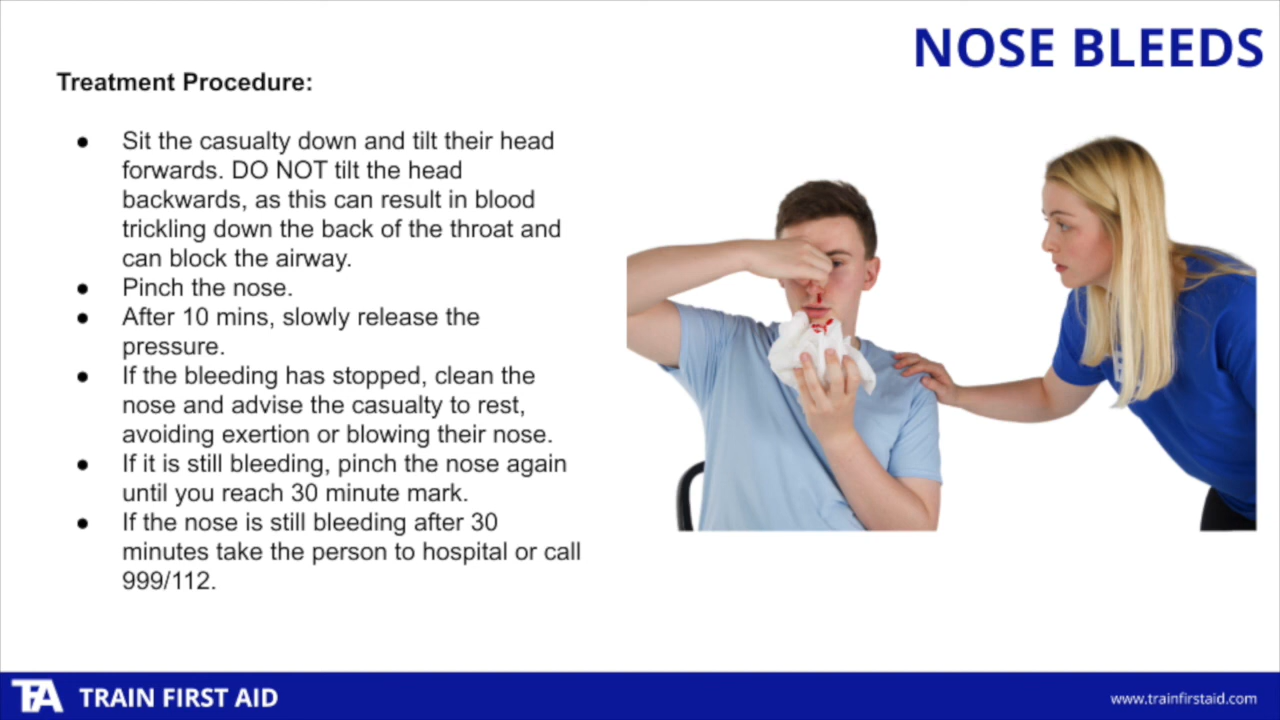 NOSE BLEEDS
Treatment Procedure:
● Sit the casualty down and tilt their head
forwards. DO NOT tilt the head
backwards, as this can result in blood
trickling down the back of the throat and
can block the airway.
● Pinch the nose.
● After 10 mins, slowly release the
pressure.
● If the bleeding has stopped, clean the
nose and advise the casualty to rest,
avoiding exertion or blowing their nose.
● If it is still bleeding, pinch the nose again
until you reach 30 minute mark.
● If the nose is still bleeding after 30
minutes take the person to hospital or call
999/112.
TFA TRAIN FIRST AID
www.trainfirstaid.com